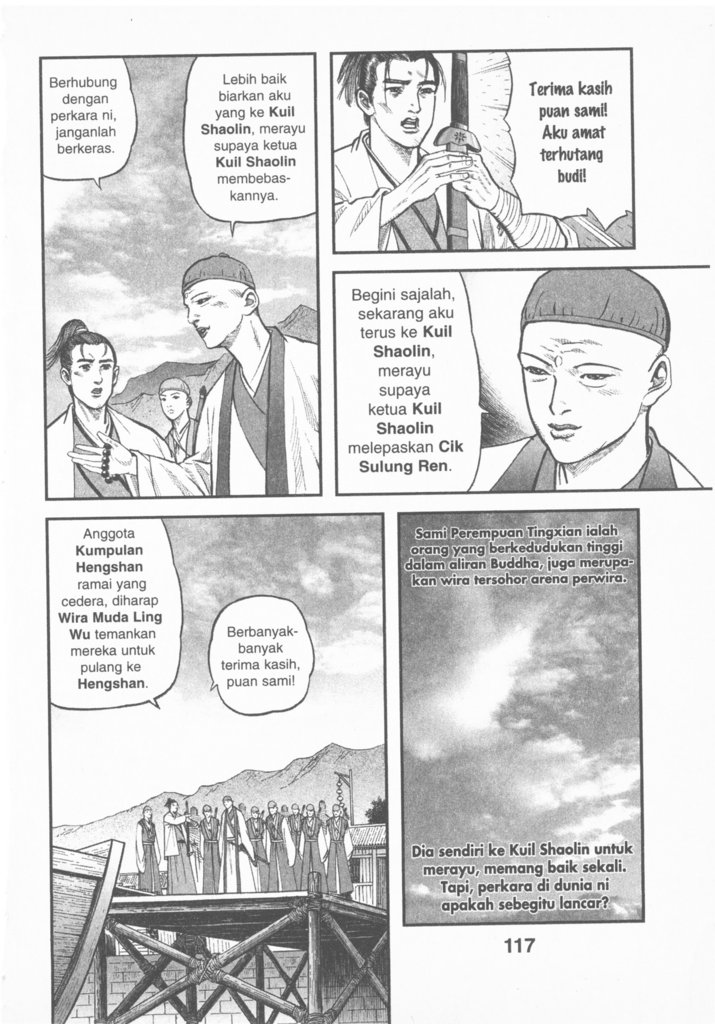 Berhubung
dengan
perkara ni,
janganlah
berkeras.
Lebih baik
biarkan aku
yang ke Kuil
Shaolin, merayu
supaya ketua
Kuil Shaolin
membebas-
kannya.
Terima kasih
puan sami!
Aku amat
terhutang
budi!
Begini sajalah,
sekarang aku
terus ke Kuil
Shaolin,
merayu
supaya
ketua Kuil
Shaolin
melepaskan Cik
Sulung Ren.
Anggota
Kumpulan
Hengshan
ramai yang
cedera, diharap
Wira Muda Ling
Wu temankan
mereka untuk
pulang ke
Hengshan.
Berbanyak-
banyak
terima kasih,
puan sami!
Sami Perempuan Tingxian ialah
orang yang berkedudukan tinggi
dalam aliran Buddha, juga merupa-
kan wira tersohor arena perwira.
Dia sendiri ke Kuil Shaolin untuk
merayu, memang baik sekali.
Tapi, perkara di dunia ni
apakah sebegitu lancar?
117